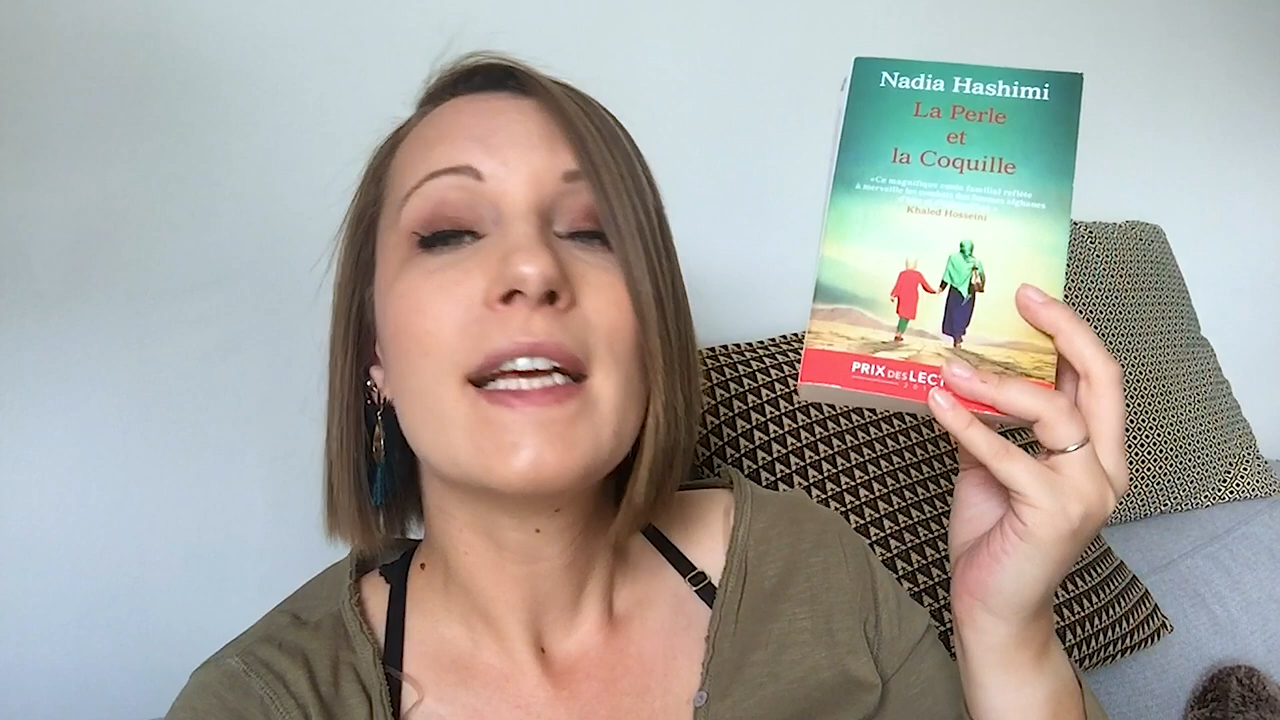 Nadia Hashimi
La Perle
et
la Coquille
«Ce magnifique conte familial reflète
à merveille les combats des femmes afghanes
Khaled Hosseini
PRIX DES LECT